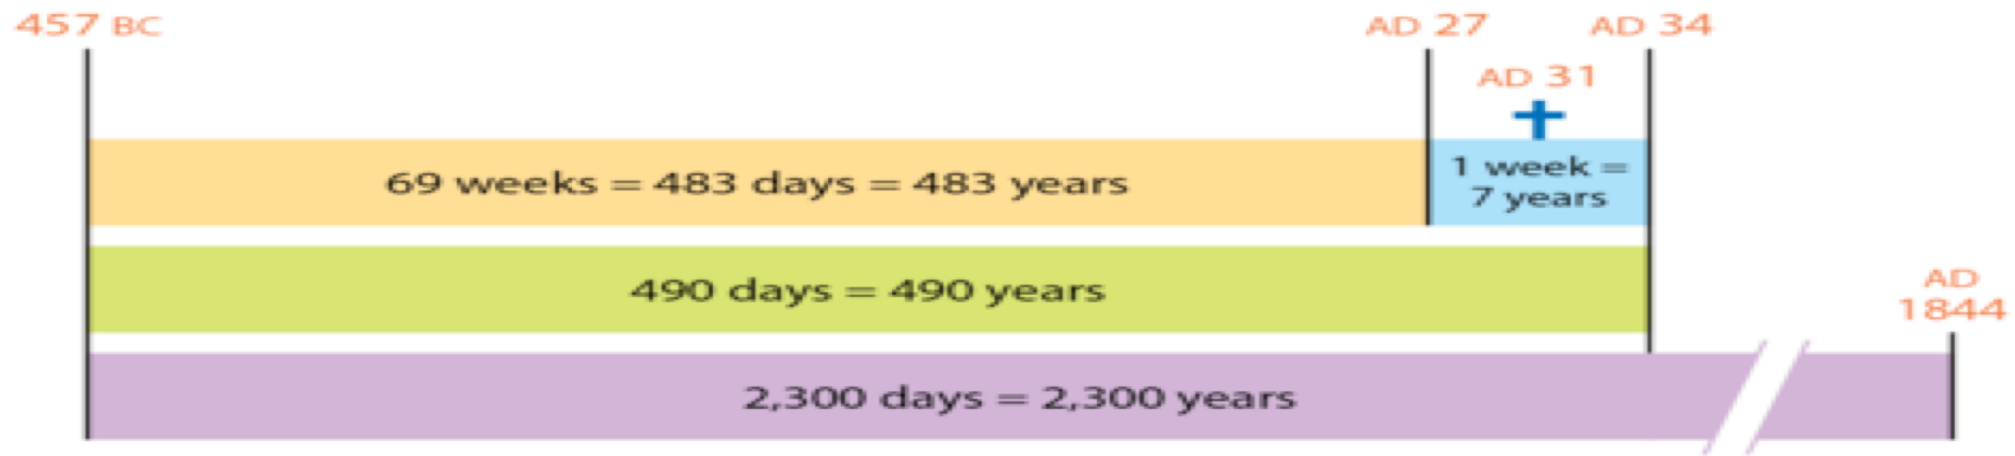 457 BC
AD 27
AD 34
AD 31
69 weeks = 483 days = 483 years
1 week =
7 years
490 days = 490 years
AD
1844
2,300 days = 2,300 years